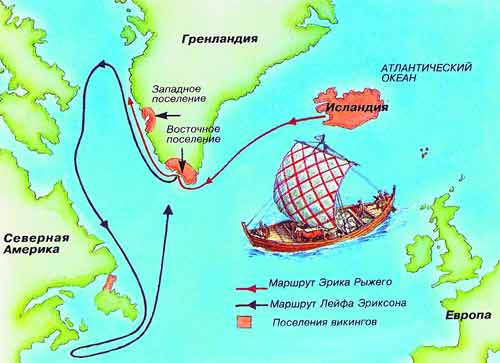 Гренландия
АТЛАНТИЧЕСКИЙ
ОКЕАН
Западное
поселение
Исландия
Восточное
поселение
Северная
Америка
Маршрут Эрика Рыжего
Маршрут Лейфа Эриксона
Поселения викингов
Европа